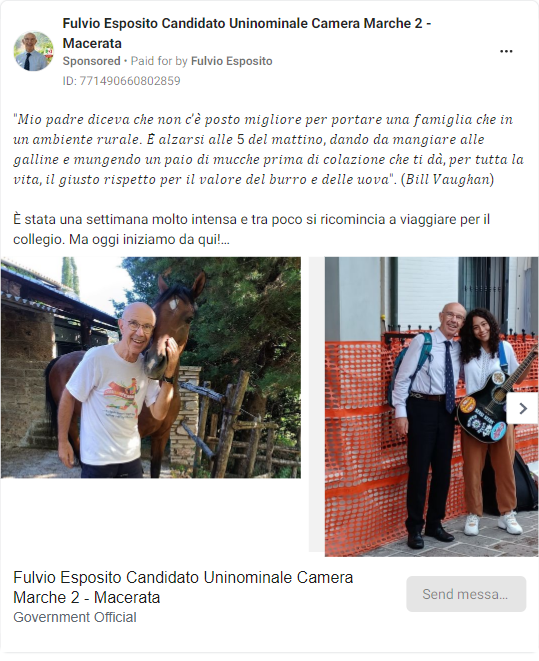 Fulvio Esposito Candidato Uninominale Camera Marche 2 -
Macerata
Sponsored • Paid for by Fulvio Esposito
ID: 771490660802859
"Mio padre diceva che non c'è posto migliore per portare una famiglia che in
un ambiente rurale. È alzarsi alle 5 del mattino, dando da mangiare alle
galline e mungendo un paio di mucche prima di colazione che ti dà, per tutta la
vita, il giusto rispetto per il valore del burro e delle uova". (Bill Vaughan)
È stata una settimana molto intensa e tra poco si ricomincia a viaggiare per il
collegio. Ma oggi iniziamo da qui!...
Fulvio Esposito Candidato Uninominale Camera
Marche 2 - Macerata
Government Official
Send messa...